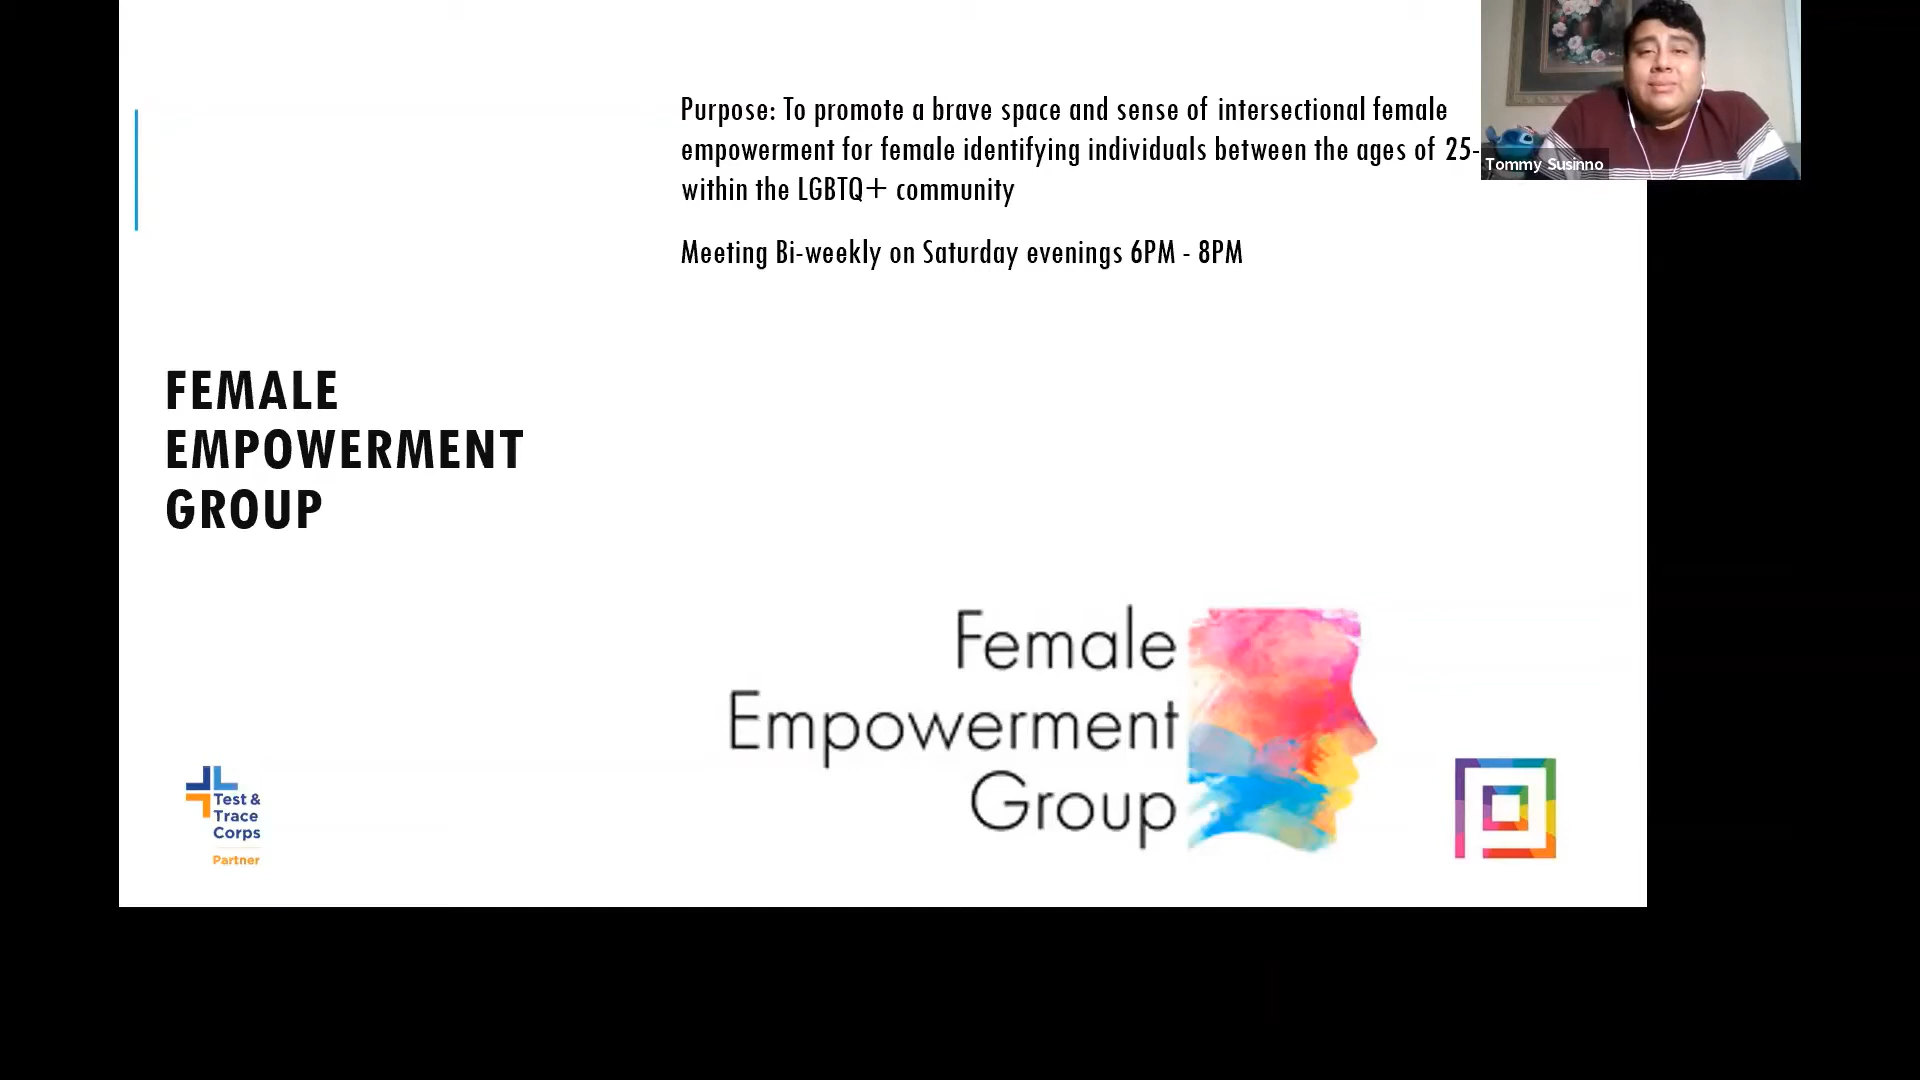 Purpose: To promote a brave space and sense of intersectional female
empowerment for female identifying individuals between the ages of 25-
within the LGBTQ+ community
Meeting Bi-weekly on Saturday evenings 6PM - 8PM
Tommy Susinno
FEMALE
EMPOWERMENT
GROUP
Female
Empowerment
Group
Test &
Trace
Corps
Partner